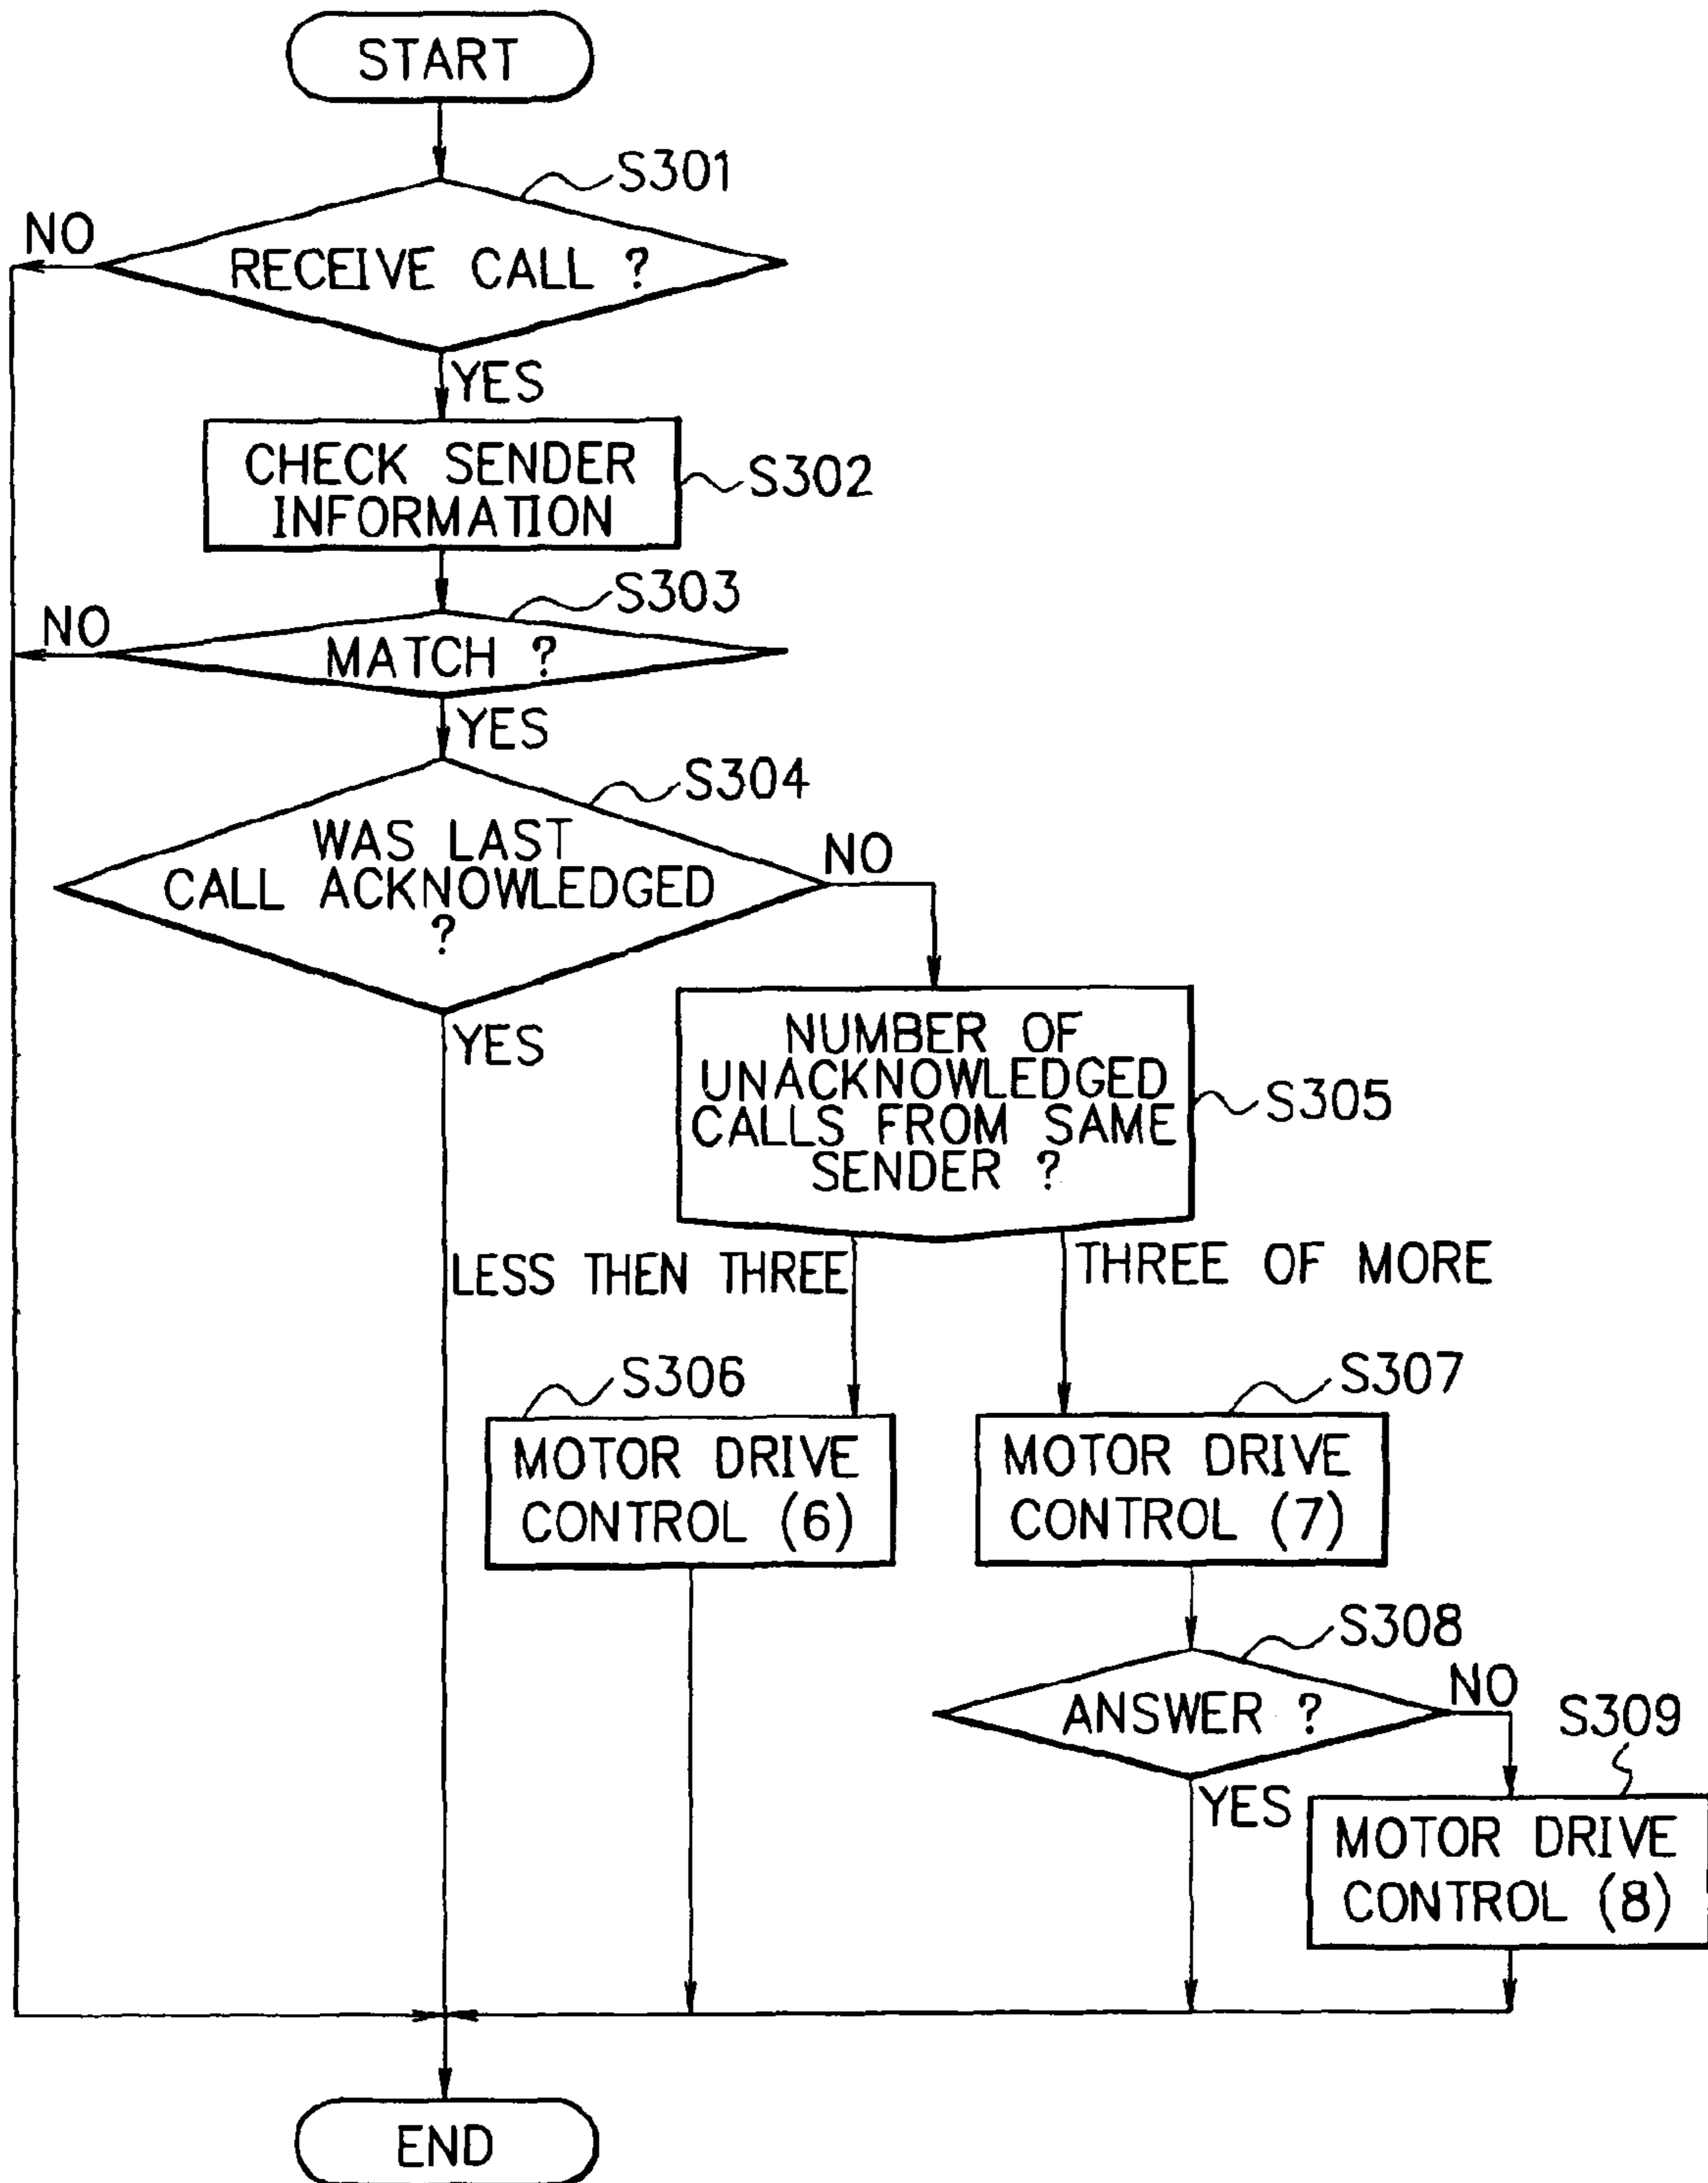 START
S301
NO
RECEIVE CALL ?
YES
CHECK SENDER
INFORMATION
S302
S303
NO
MATCH ?
YES
S304
WAS LAST
CALL ACKNOWLEDGED
?
NO
YES
NUMBER OF
UNACKNOWLEDGED
CALLS FROM SAME
SENDER ?
S305
LESS THEN THREE
THREE OF MORE
S306
MOTOR DRIVE
CONTROL (6)
S307
MOTOR DRIVE
CONTROL (7)
S308
ANSWER ?
NO
YES
S309
MOTOR DRIVE
CONTROL (8)
END